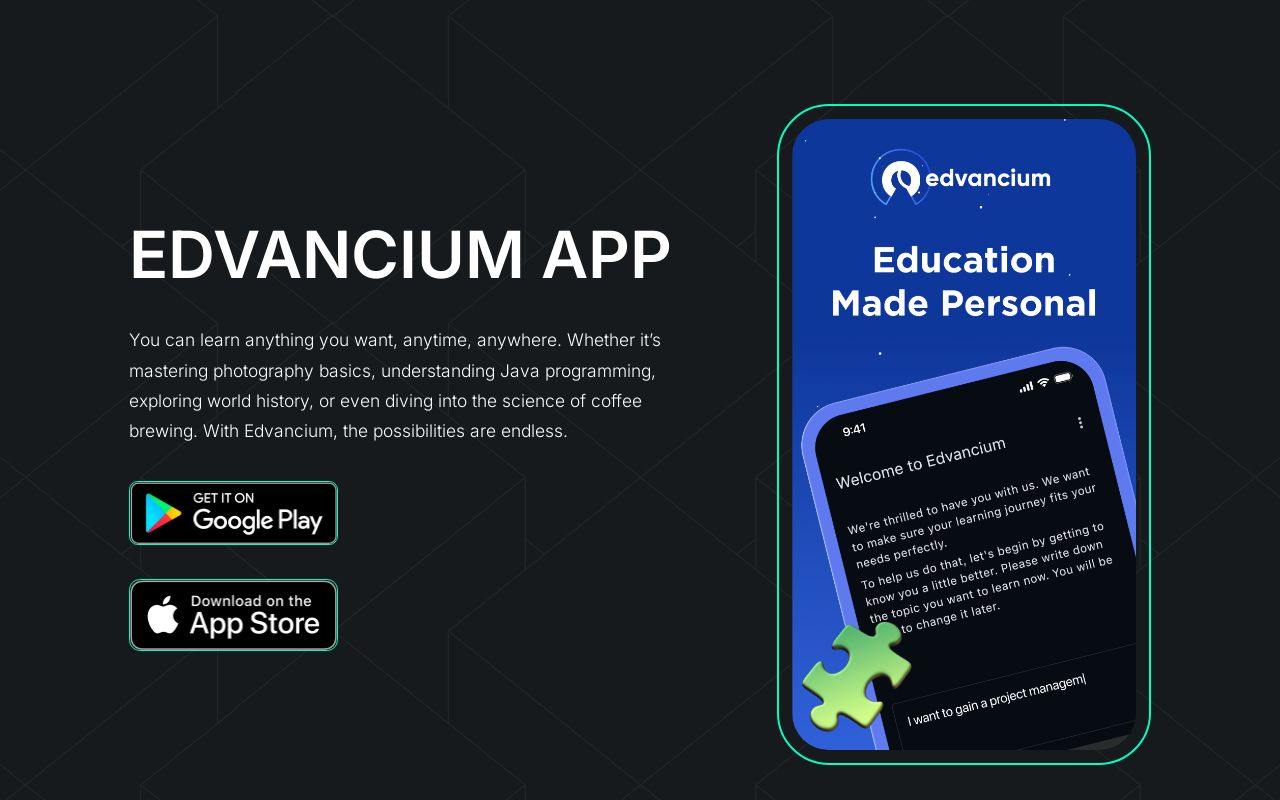 EDVANCIUM APP
You can learn anything you want, anytime, anywhere. Whether it’s
mastering photography basics, understanding Java programming,
exploring world history, or even diving into the science of coffee
brewing. With Edvancium, the possibilities are endless.
GET IT ON
Google Play
Download on the
App Store
edvancium
Education
Made Personal
9:41
Welcome to Edvancium
We're thrilled to have you with us. We want
to make sure your learning journey fits your
needs perfectly.
To help us do that, let's begin by getting to
know you a little better. Please write down
the topic you want to learn now. You will be
to change it later.
I want to gain a project managem